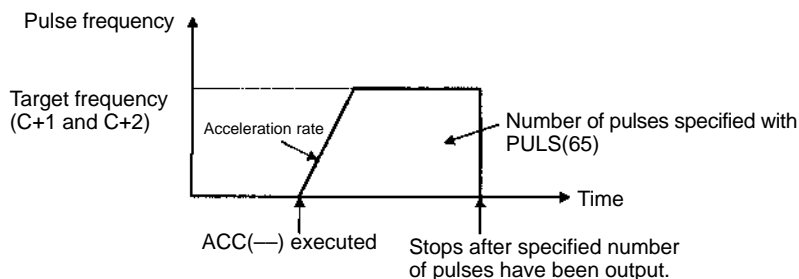 Pulse frequency
Target frequency
(C+1 and C+2)
Acceleration rate
Number of pulses specified with
PULS(65)
Time
ACC(—) executed
Stops after specified number
of pulses have been output.